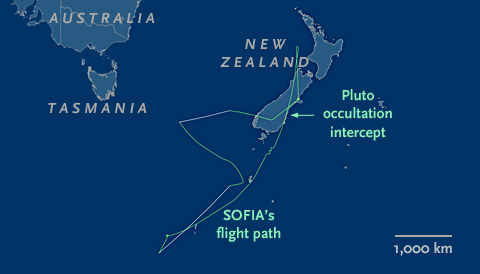 AUSTRALIA
NEW
ZEALAND
TASMANIA
Pluto
occultation
intercept
SOFIA's
flight path
1,000 km